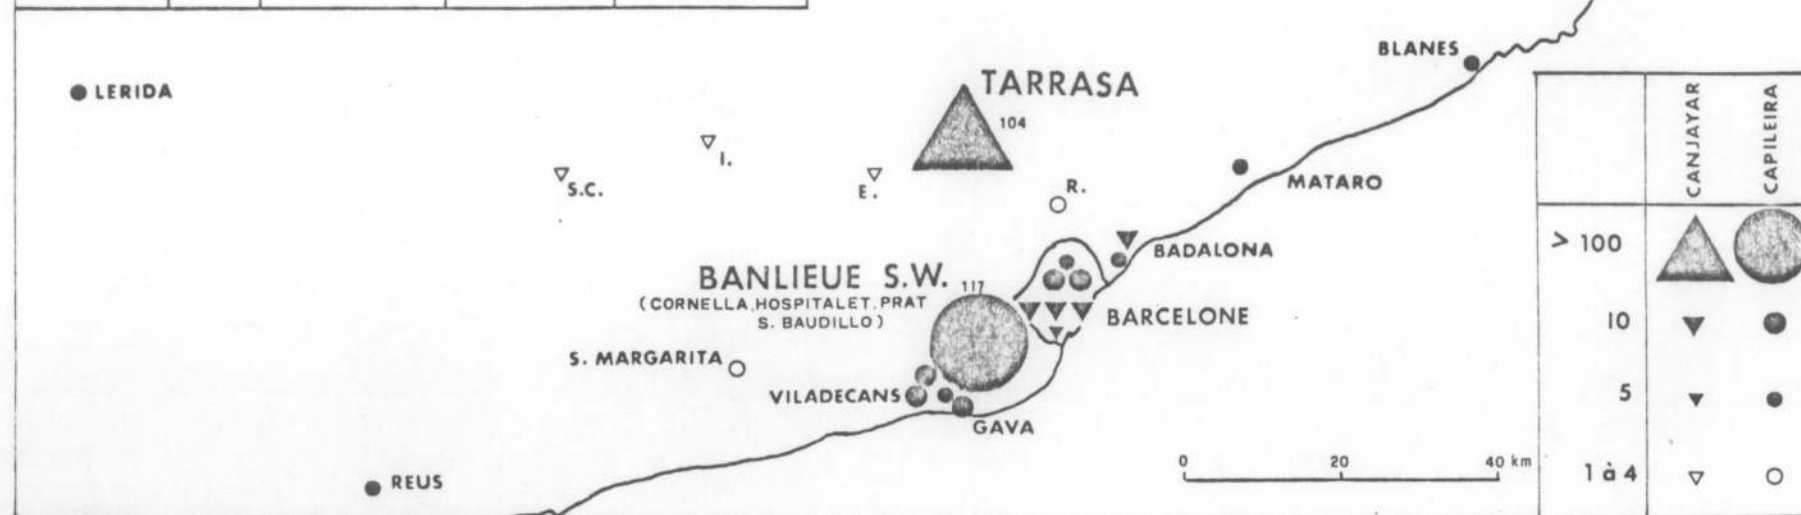 BLANES
TARRASA
LERIDA
104
I.
S.C.
E.
R.
MATARO
BADALONA
BANLIEUE S.W.
117
(CORNELLA, HOSPITALET, PRAT
S. BAUDILLO)
BARCELONE
S. MARGARITA
VILADECANS
GAVA
REUS
0 20 40 km
CANJAYAR CAPILEIRA
> 100
10
5
1 à 4